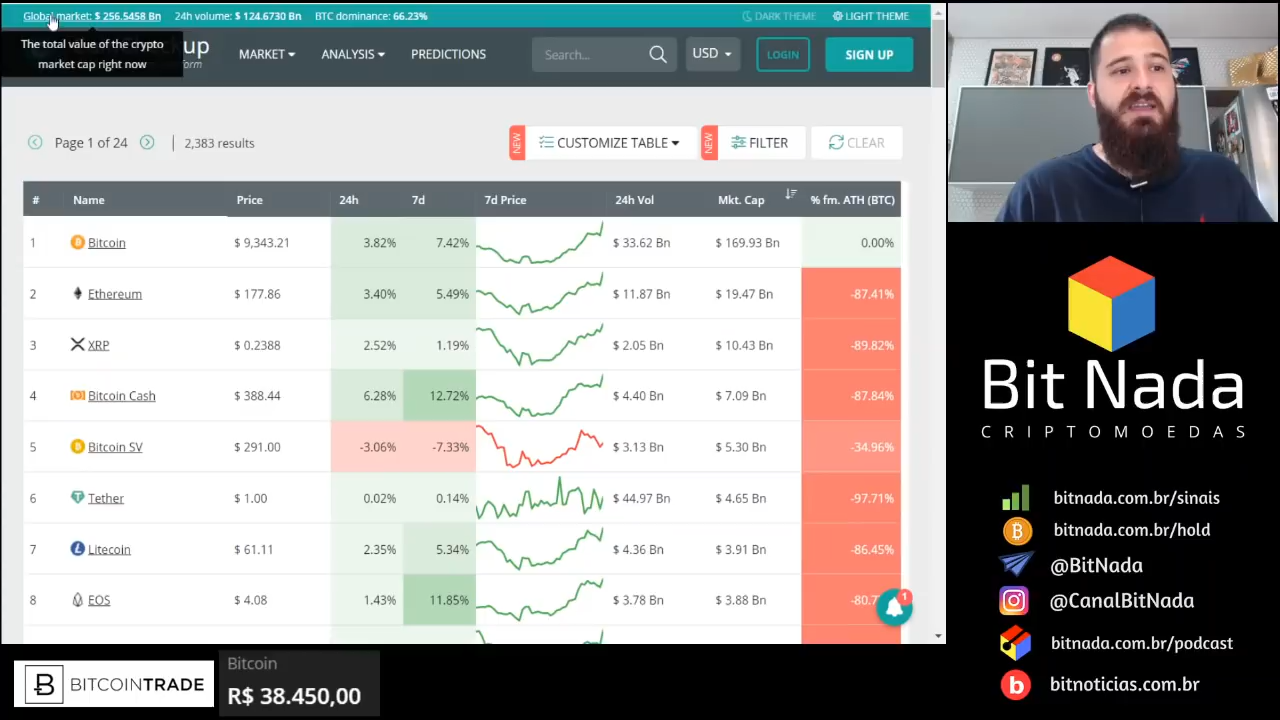 Global market: $ 256.5458 Bn 24h volume: $ 124.6730 Bn BTC dominance: 66.23% DARK THEME LIGHT THEME
The total value of the crypto
market cap right now
MARKET ANALYSIS PREDICTIONS Search... USD LOGIN SIGN UP
Page 1 of 24 2,383 results NEW CUSTOMIZE TABLE NEW FILTER CLEAR
# Name Price 24h 7d 7d Price 24h Vol Mkt. Cap % fm. ATH (BTC)
1 Bitcoin $ 9,343.21 3.82% 7.42% $ 33.62 Bn $ 169.93 Bn 0.00%
2 Ethereum $ 177.86 3.40% 5.49% $ 11.87 Bn $ 19.47 Bn -87.41%
3 XRP $ 0.2388 2.52% 1.19% $ 2.05 Bn $ 10.43 Bn -89.82%
4 Bitcoin Cash $ 388.44 6.28% 12.72% $ 4.40 Bn $ 7.09 Bn -87.84%
5 Bitcoin SV $ 291.00 -3.06% -7.33% $ 3.13 Bn $ 5.30 Bn -34.96%
6 Tether $ 1.00 0.02% 0.14% $ 44.97 Bn $ 4.65 Bn -97.71%
7 Litecoin $ 61.11 2.35% 5.34% $ 4.36 Bn $ 3.91 Bn -86.45%
8 EOS $ 4.08 1.43% 11.85% $ 3.78 Bn $ 3.88 Bn
1
BITCOINTRADE
Bitcoin
R$ 38.450,00
Bit Nada
CRIPTOMOEDAS
bitnada.com.br/sinais
bitnada.com.br/hold
@BitNada
@CanalBitNada
bitnada.com.br/podcast
bitnoticias.com.br